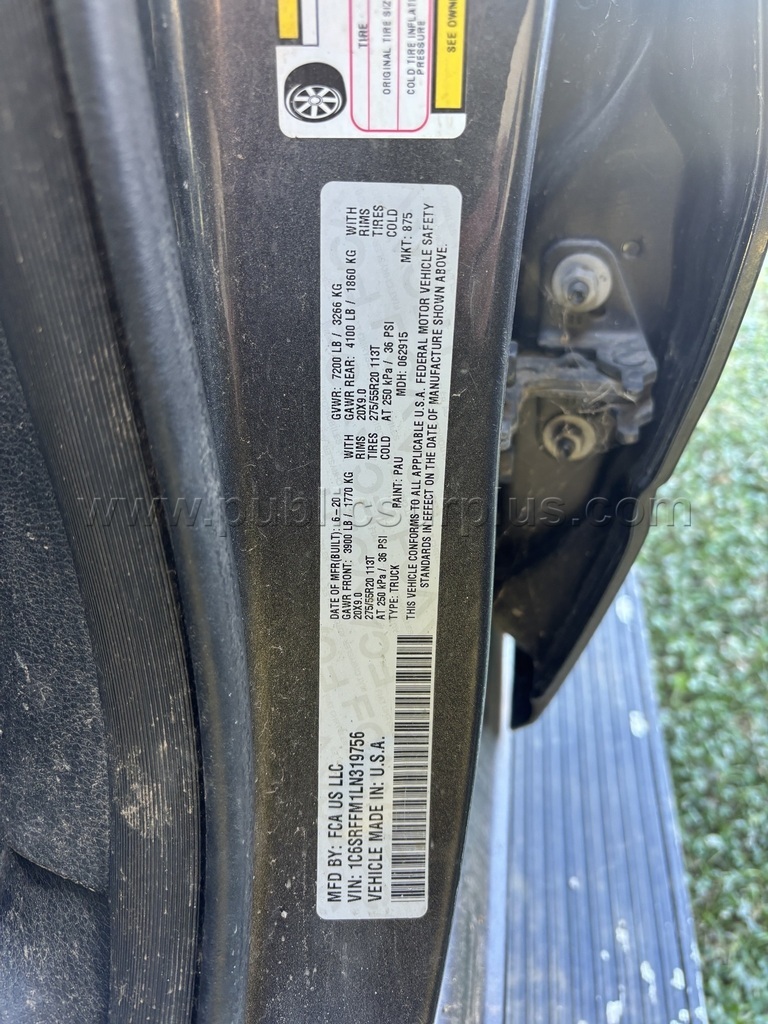 TIRE
ORIGINAL TIRE SIZ
COLD TIRE INFLATI
PRESSURE
SEE OWN
MFD BY: FCA US LLC
VIN: 1C6SRFFM1LN319756
VEHICLE MADE IN: U.S.A.
DATE OF MFR(BUILT): 6-20 GVWR: 7200 LB / 3266 KG
GAWR FRONT: 3900 LB / 1770 KG WITH GAWR REAR: 4100 LB / 1860 KG WITH
20X9.0 RIMS 20X9.0 RIMS
275/55R20 113T TIRES 275/55R20 113T TIRES
AT 250 kPa / 36 PSI COLD AT 250 kPa / 36 PSI COLD
TYPE: TRUCK PAINT: PAU MDH: 062915 MKT: 875
THIS VEHICLE CONFORMS TO ALL APPLICABLE U.S.A. FEDERAL MOTOR VEHICLE SAFETY
STANDARDS IN EFFECT ON THE DATE OF MANUFACTURE SHOWN ABOVE.
www.publicsurplus.com